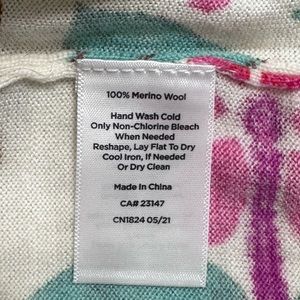 100% Merino Wool
Hand Wash Cold
Only Non-Chlorine Bleach
When Needed
Reshape, Lay Flat To Dry
Cool Iron, If Needed
Or Dry Clean
Made In China
CA# 23147
CN1824 05/21